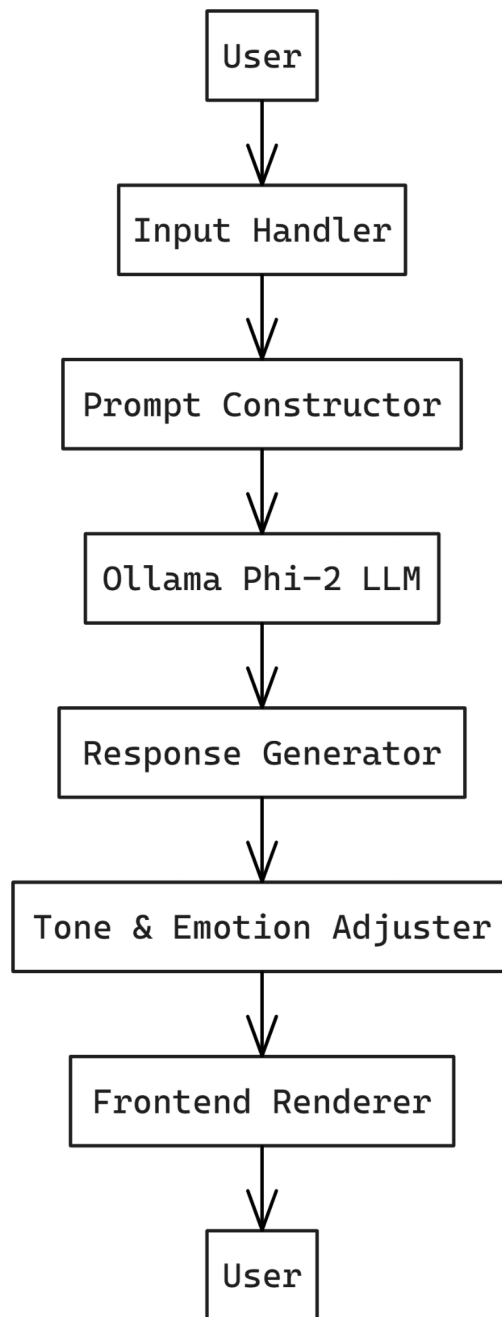 User
Input Handler
Prompt Constructor
Ollama Phi-2 LLM
Response Generator
Tone & Emotion Adjuster
Frontend Renderer
User